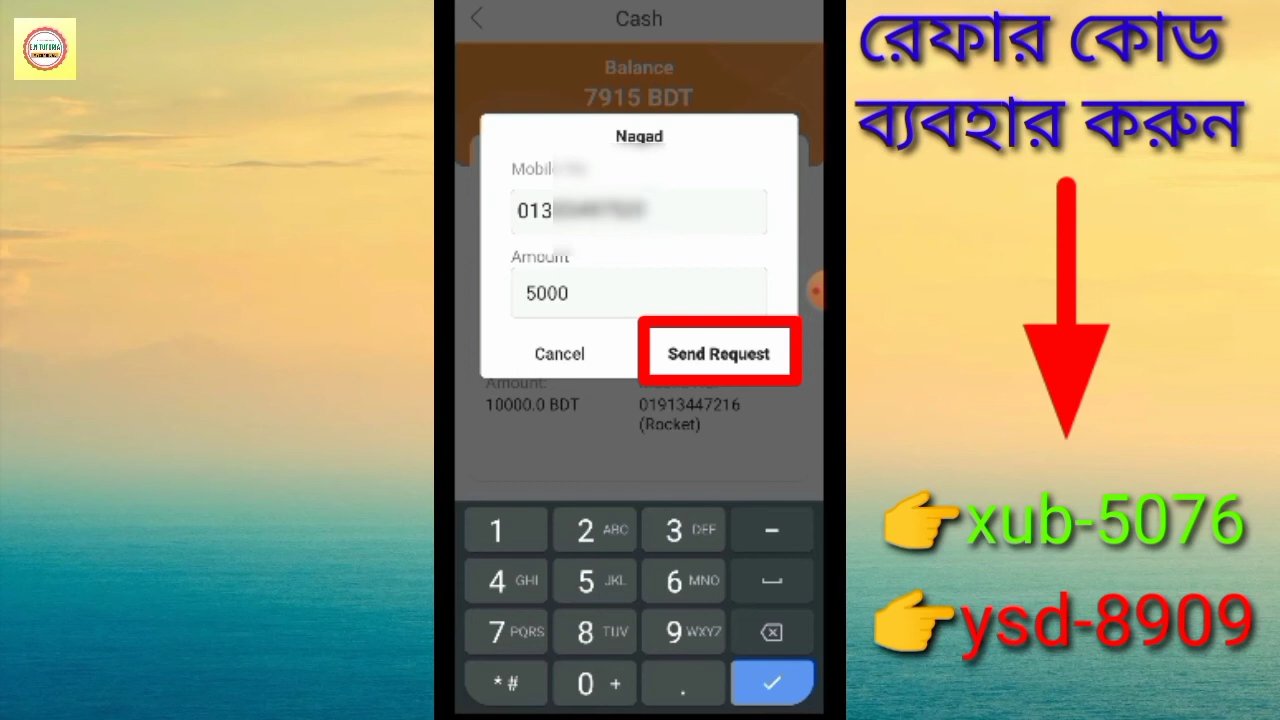 E.N TUTORIA
Cash
Balance
7915 BDT
Nagad
013
Amount
5000
Cancel
Send Request
Amount:
10000.0 BDT
01913447216
(Rocket)
1
2 ABC
3 DEF
4 GHI
5 JKL
6 MNO
7 PQRS
8 TUV
9 WXYZ
* #
0 +
.
রেফার কোড
ব্যবহার করুন
👉xub-5076
👉ysd-8909